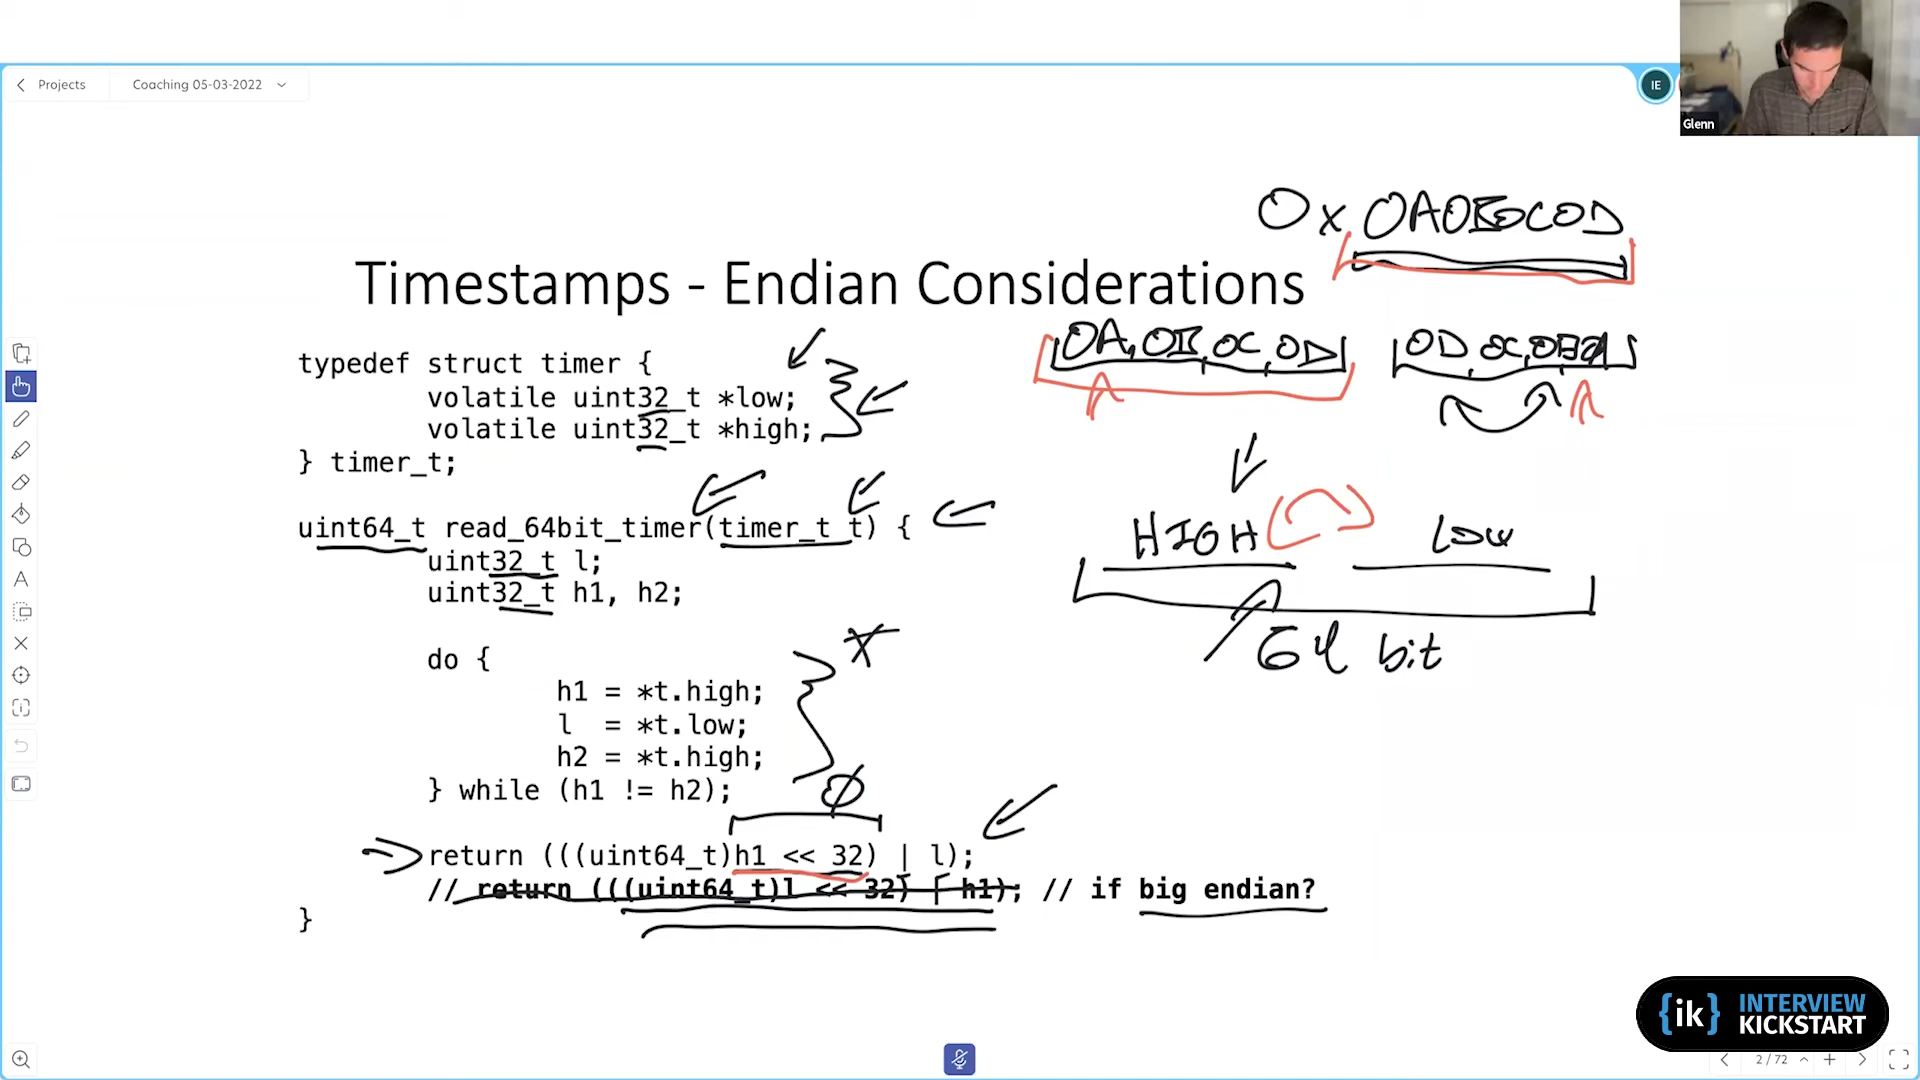 Projects
Coaching 05-03-2022
IE
Glenn
0x 0A0B0C0D
Timestamps - Endian Considerations
0A, 0B, 0C, 0D
0D 0C, 0B
typedef struct timer {
volatile uint32_t *low;
volatile uint32_t *high;
} timer_t;
uint64_t read_64bit_timer(timer_t t) {
HIGH LOW
uint32_t l;
uint32_t h1, h2;
64 bit
do {
h1 = *t.high;
l = *t.low;
h2 = *t.high;
} while (h1 != h2);
return (((uint64_t)h1 << 32) | l);
// return (((uint64_t)l << 32) | h1); // if big endian?
}
{ik} INTERVIEW KICKSTART
2 / 72